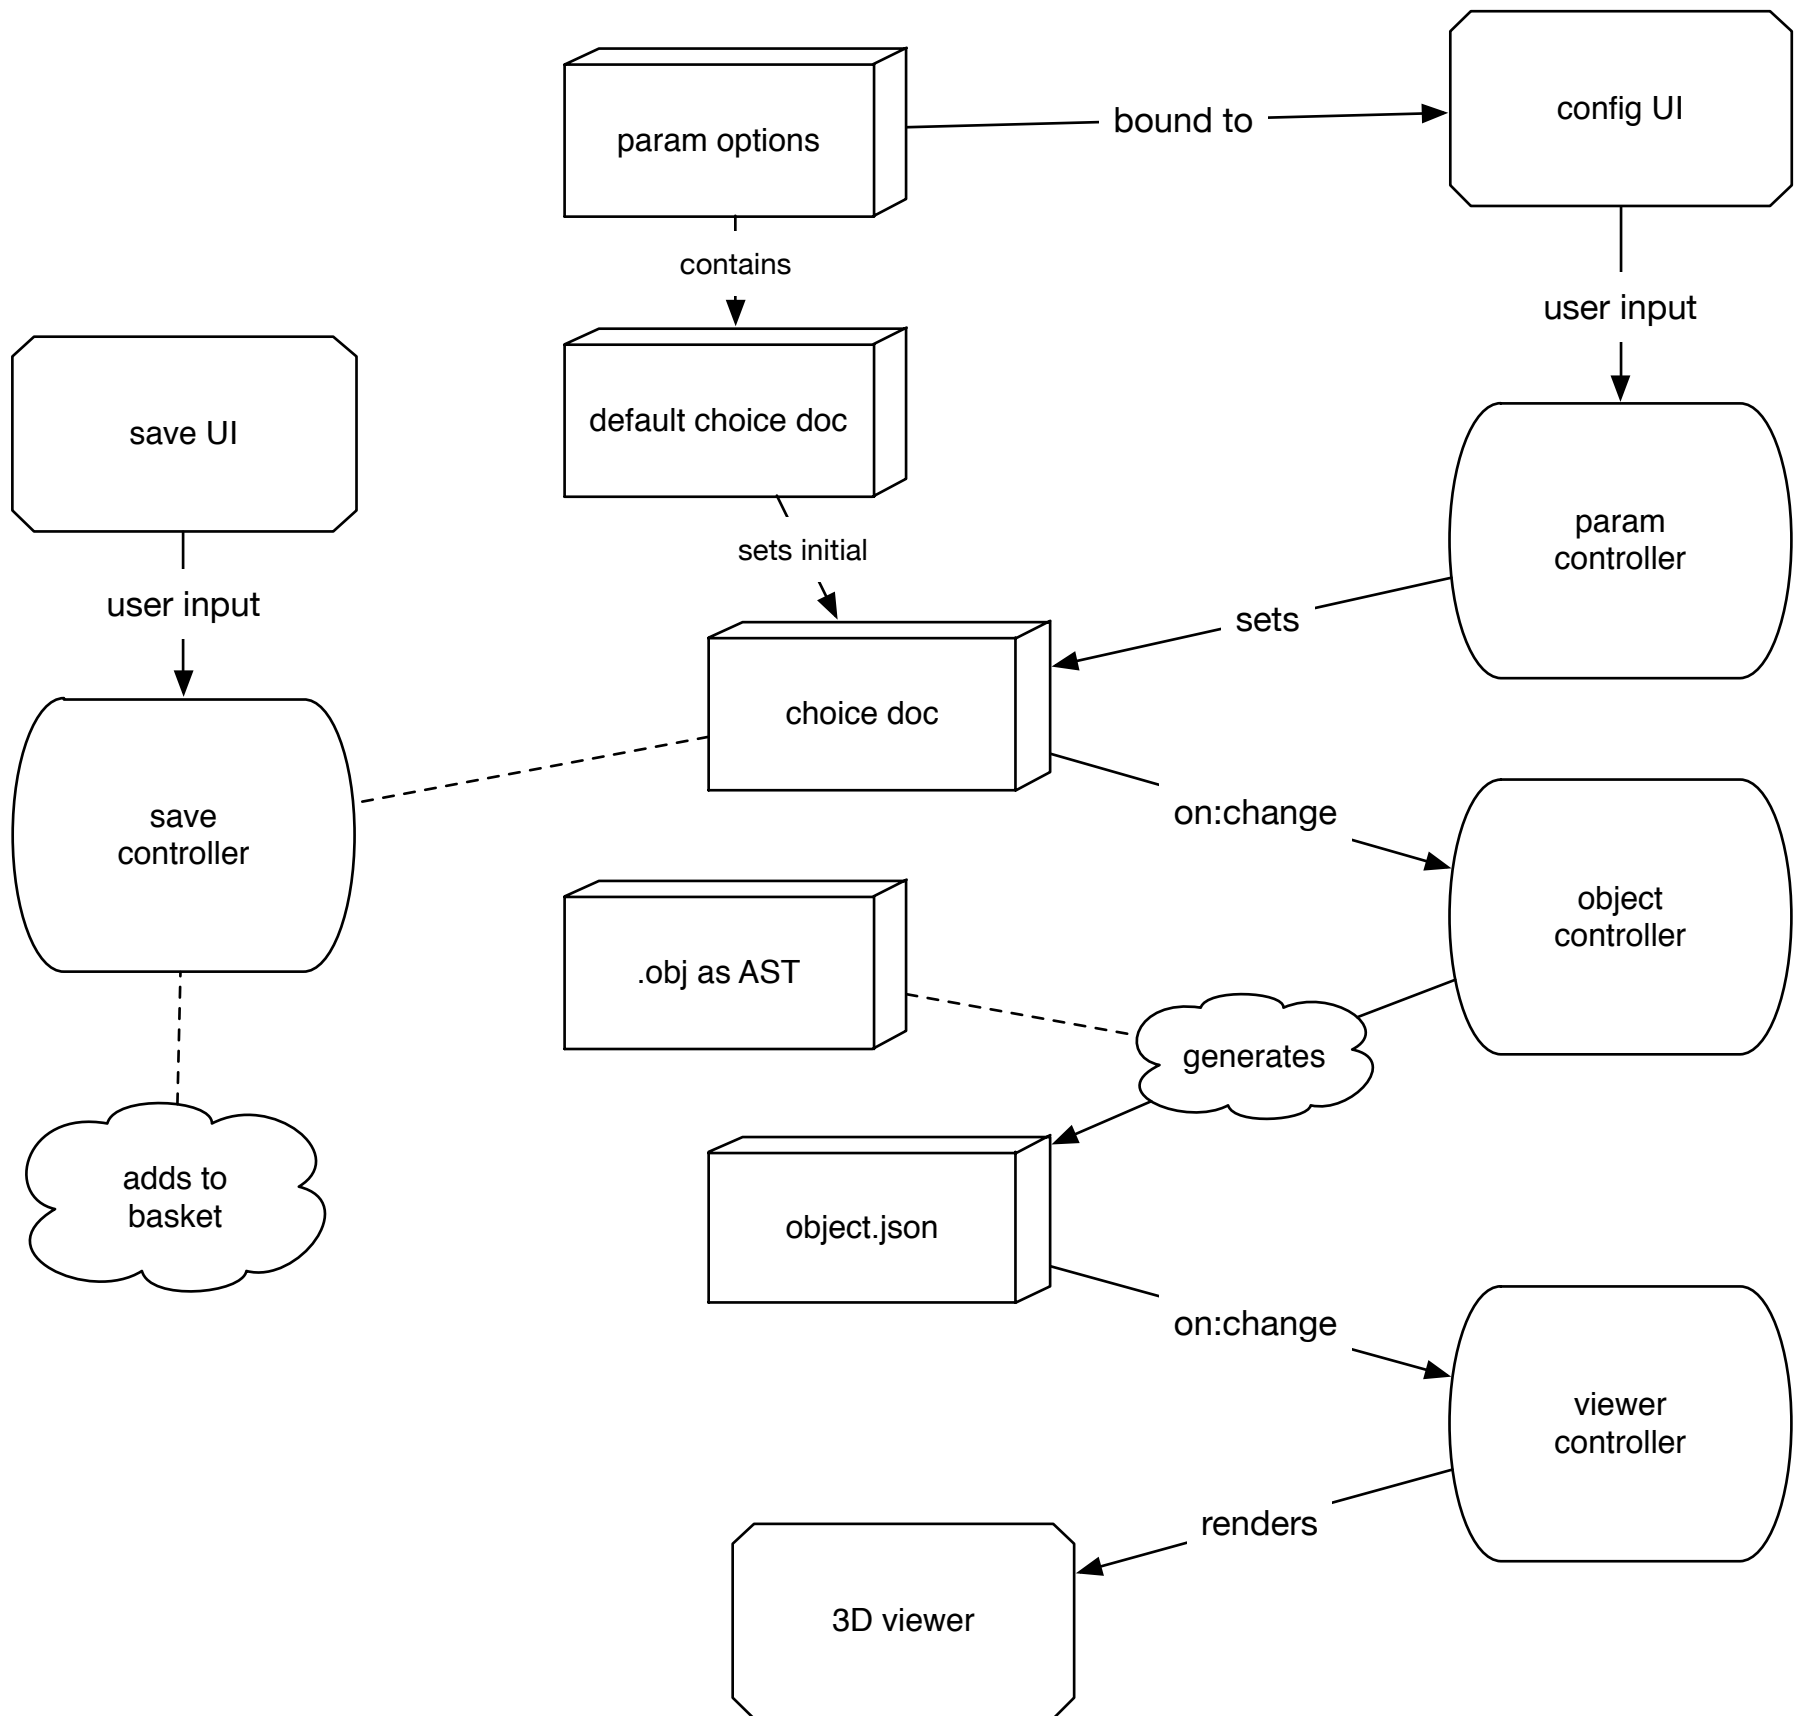 param options
bound to
config UI
contains
user input
default choice doc
save UI
sets initial
param
controller
user input
sets
choice doc
on:change
save
controller
object
controller
.obj as AST
generates
adds to
basket
object.json
on:change
viewer
controller
renders
3D viewer